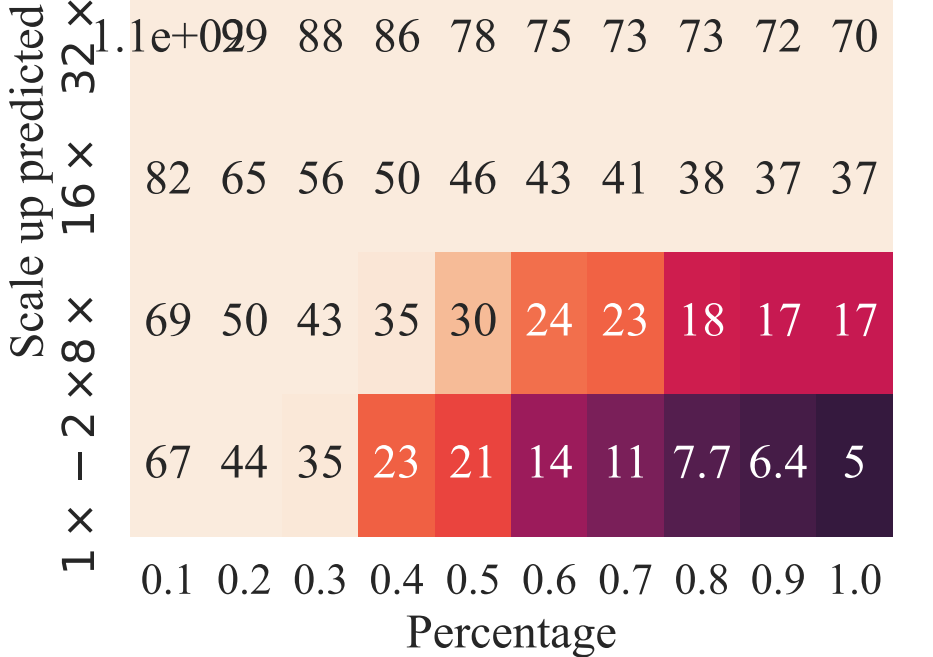 Scale up predicted
32 × 1.1e+02 99 88 86 78 75 73 73 72 70
16 × 82 65 56 50 46 43 41 38 37 37
8 × 69 50 43 35 30 24 23 18 17 17
1 × − 2 × 67 44 35 23 21 14 11 7.7 6.4 5
0.1 0.2 0.3 0.4 0.5 0.6 0.7 0.8 0.9 1.0
Percentage